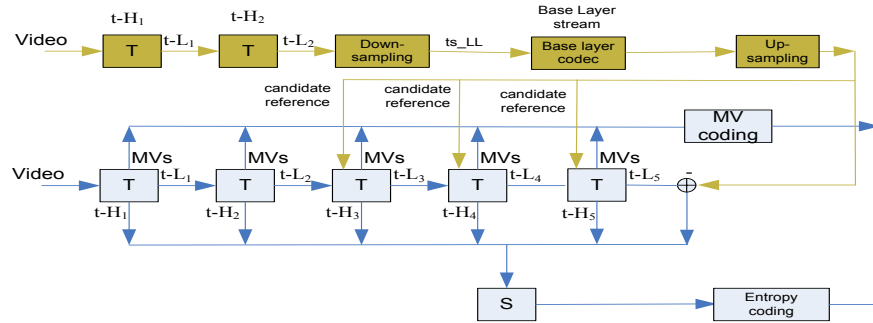 Base Layer
stream
t-H₁
t-H₂
Video
T
t-L₁
T
t-L₂
Down-
sampling
ts_LL
Base layer
codec
Up-
sampling
candidate
reference
candidate
reference
candidate
reference
MV
coding
MVs
MVs
MVs
MVs
MVs
Video
T
t-L₁
T
t-L₂
T
t-L₃
T
t-L₄
T
t-L₅
-
t-H₁
t-H₂
t-H₃
t-H₄
t-H₅
S
Entropy
coding